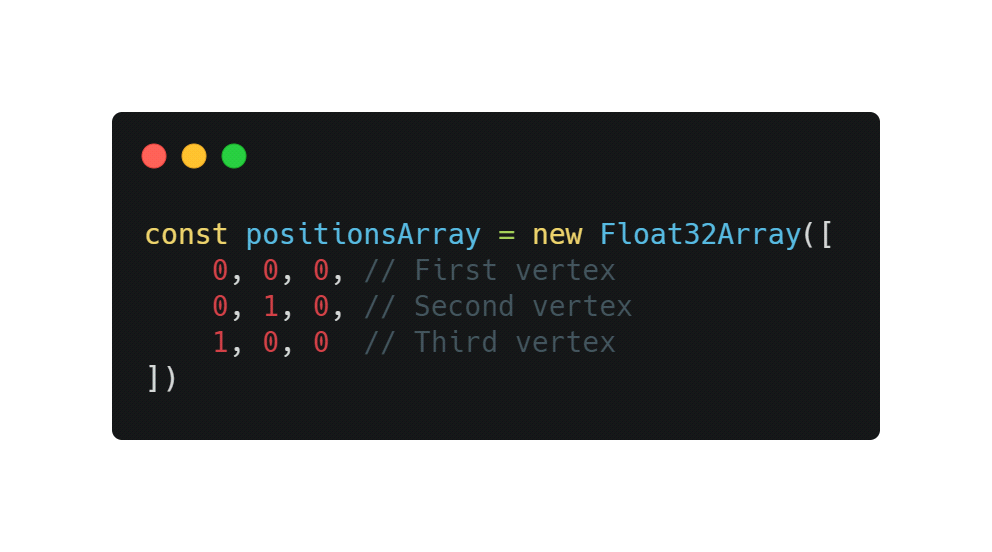 const positionsArray = new Float32Array([
    0, 0, 0, // First vertex
    0, 1, 0, // Second vertex
    1, 0, 0  // Third vertex
])